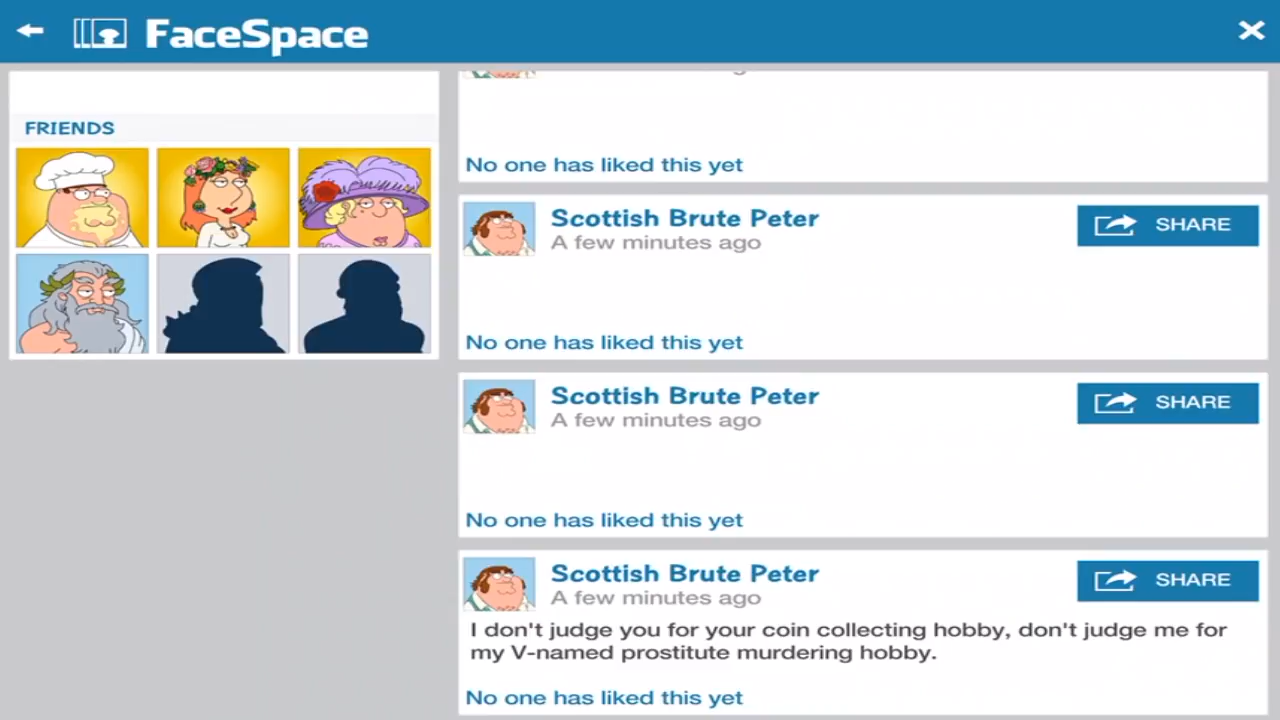 FaceSpace
FRIENDS
No one has liked this yet
Scottish Brute Peter
SHARE
A few minutes ago
No one has liked this yet
Scottish Brute Peter
SHARE
A few minutes ago
No one has liked this yet
Scottish Brute Peter
SHARE
A few minutes ago
I don't judge you for your coin collecting hobby, don't judge me for
my V-named prostitute murdering hobby.
No one has liked this yet